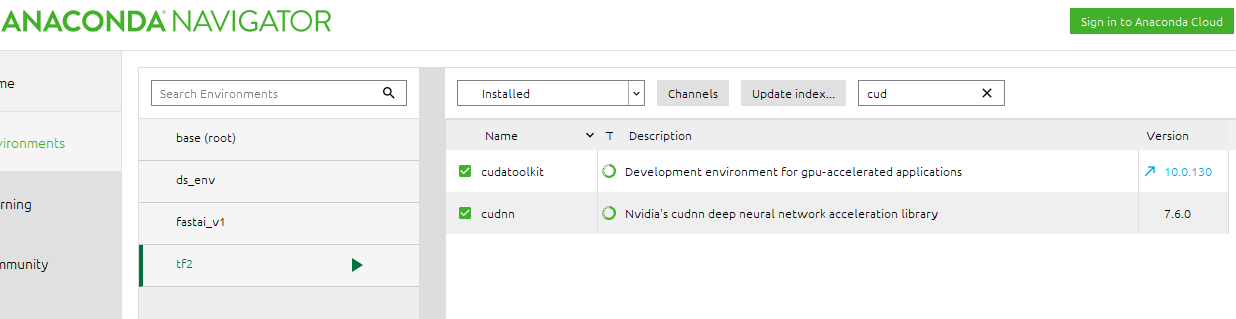 ANACONDA NAVIGATOR
Sign in to Anaconda Cloud
me
vironments
rning
mmunity
Search Environments
base (root)
ds_env
fastai_v1
tf2
Installed
Channels
Update index...
cud
Name T Description Version
cudatoolkit Development environment for gpu-accelerated applications 10.0.130
cudnn Nvidia's cudnn deep neural network acceleration library 7.6.0